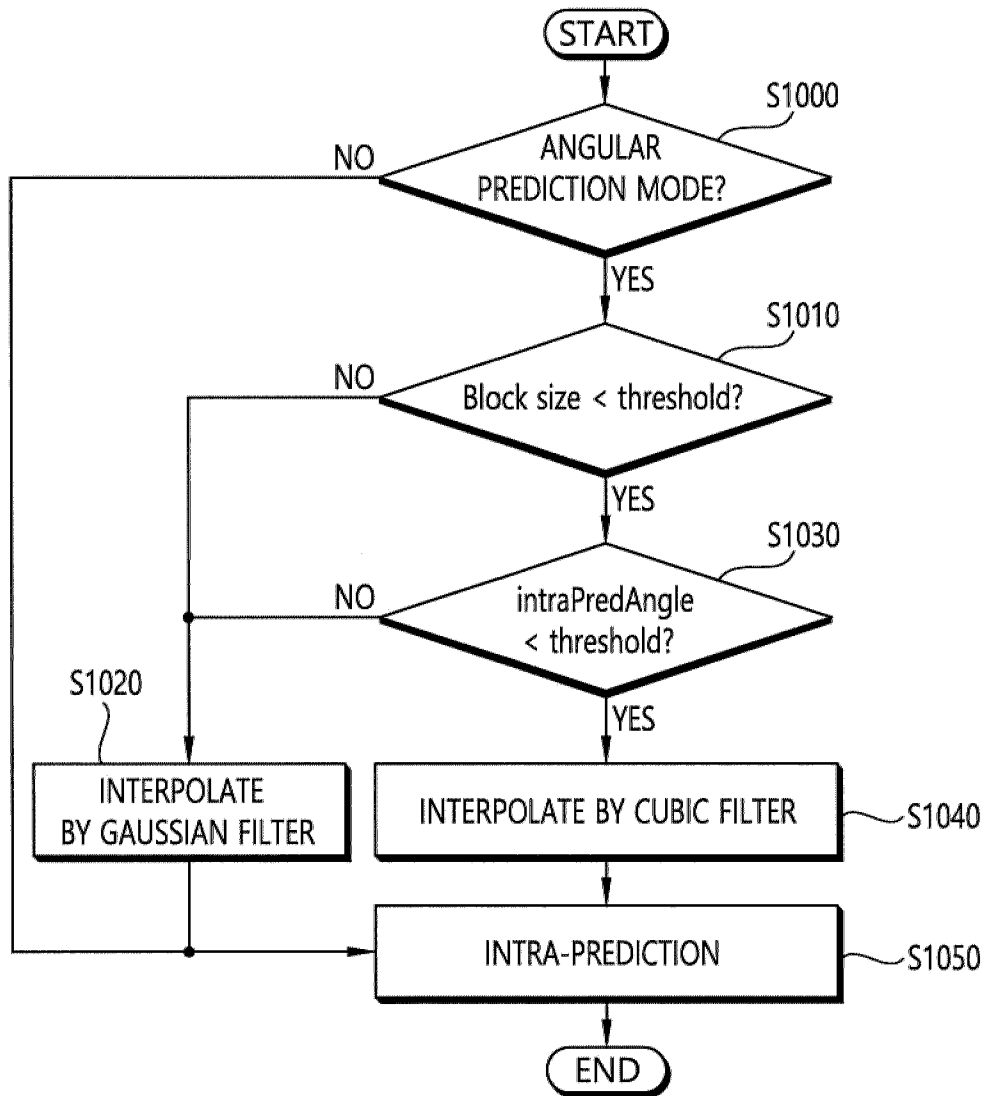 START
S1000
ANGULAR
PREDICTION MODE?
NO
YES
S1010
Block size < threshold?
NO
YES
S1030
intraPredAngle
< threshold?
NO
YES
S1020
INTERPOLATE
BY GAUSSIAN FILTER
INTERPOLATE BY CUBIC FILTER
S1040
INTRA-PREDICTION
S1050
END